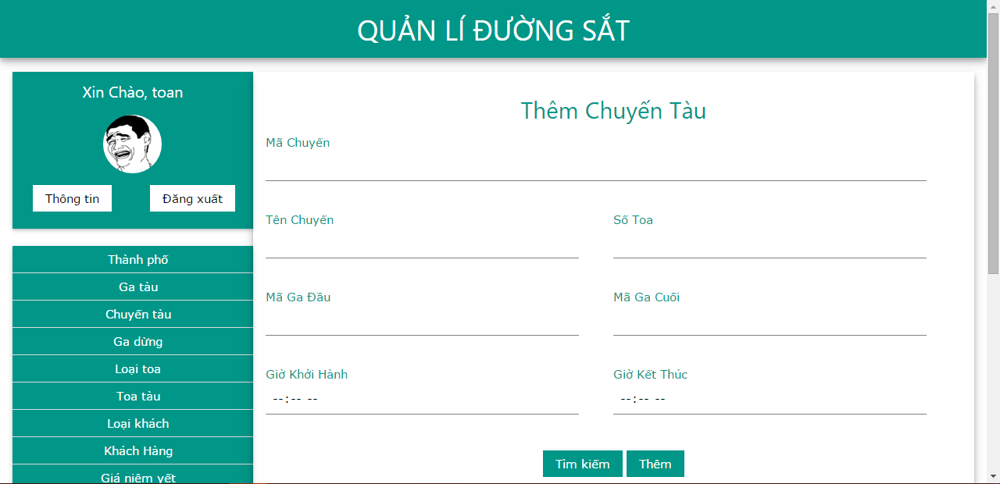 QUẢN LÍ ĐƯỜNG SẮT
Xin Chào, toan
Thông tin
Đăng xuất
Thành phố
Ga tàu
Chuyến tàu
Ga dừng
Loại toa
Toa tàu
Loại khách
Khách Hàng
Giá niêm yết
Thêm Chuyến Tàu
Mã Chuyến
Tên Chuyến
Số Toa
Mã Ga Đầu
Mã Ga Cuối
Giờ Khởi Hành
Giờ Kết Thúc
--:-- --
--:-- --
Tìm kiếm
Thêm